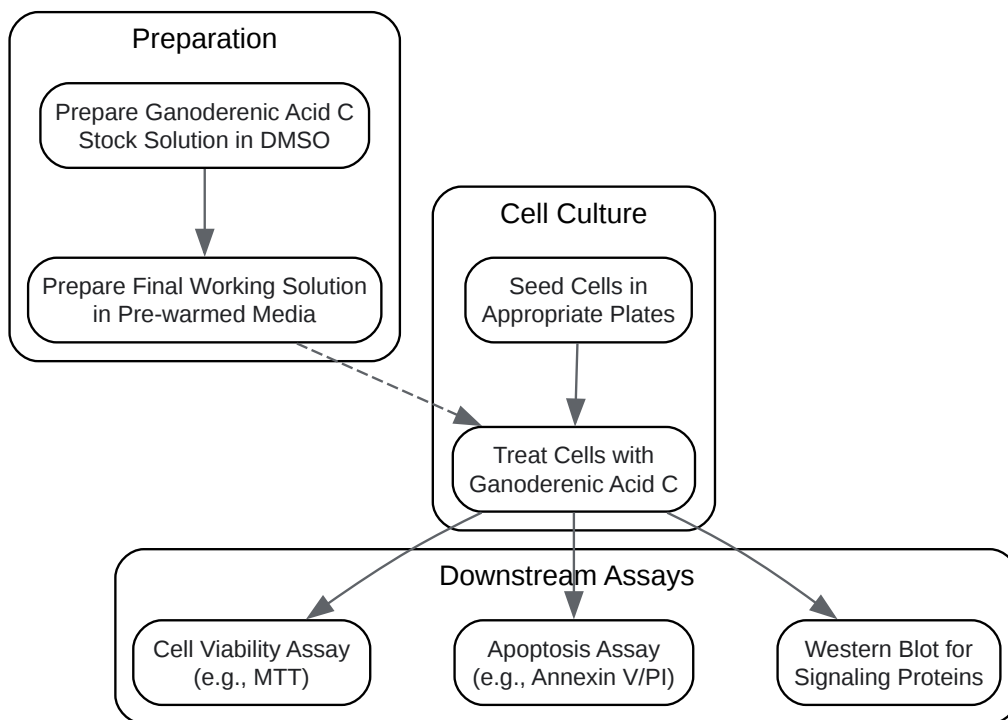 Preparation
Prepare Ganoderenic Acid C
Stock Solution in DMSO
Prepare Final Working Solution
in Pre-warmed Media
Cell Culture
Seed Cells in
Appropriate Plates
Treat Cells with
Ganoderenic Acid C
Downstream Assays
Cell Viability Assay
(e.g., MTT)
Apoptosis Assay
(e.g., Annexin V/PI)
Western Blot for
Signaling Proteins